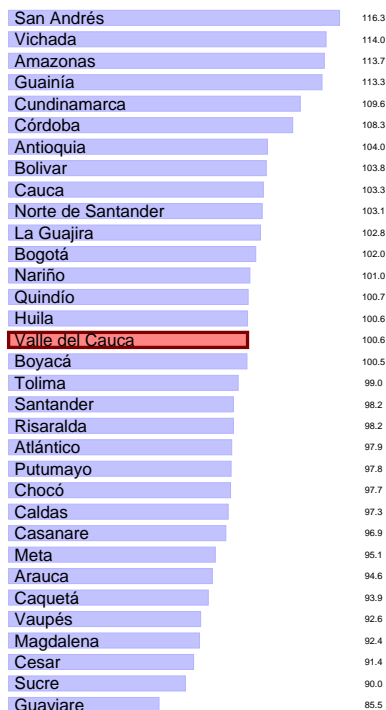 San Andrés 116.3
Vichada 114.0
Amazonas 113.7
Guainía 113.3
Cundinamarca 109.6
Córdoba 108.3
Antioquia 104.0
Bolivar 103.8
Cauca 103.3
Norte de Santander 103.1
La Guajira 102.8
Bogotá 102.0
Nariño 101.0
Quindío 100.7
Huila 100.6
Valle del Cauca 100.6
Boyacá 100.5
Tolima 99.0
Santander 98.2
Risaralda 98.2
Atlántico 97.9
Putumayo 97.8
Chocó 97.7
Caldas 97.3
Casanare 96.9
Meta 95.1
Arauca 94.6
Caquetá 93.9
Vaupés 92.6
Magdalena 92.4
Cesar 91.4
Sucre 90.0
Guaviare 85.5